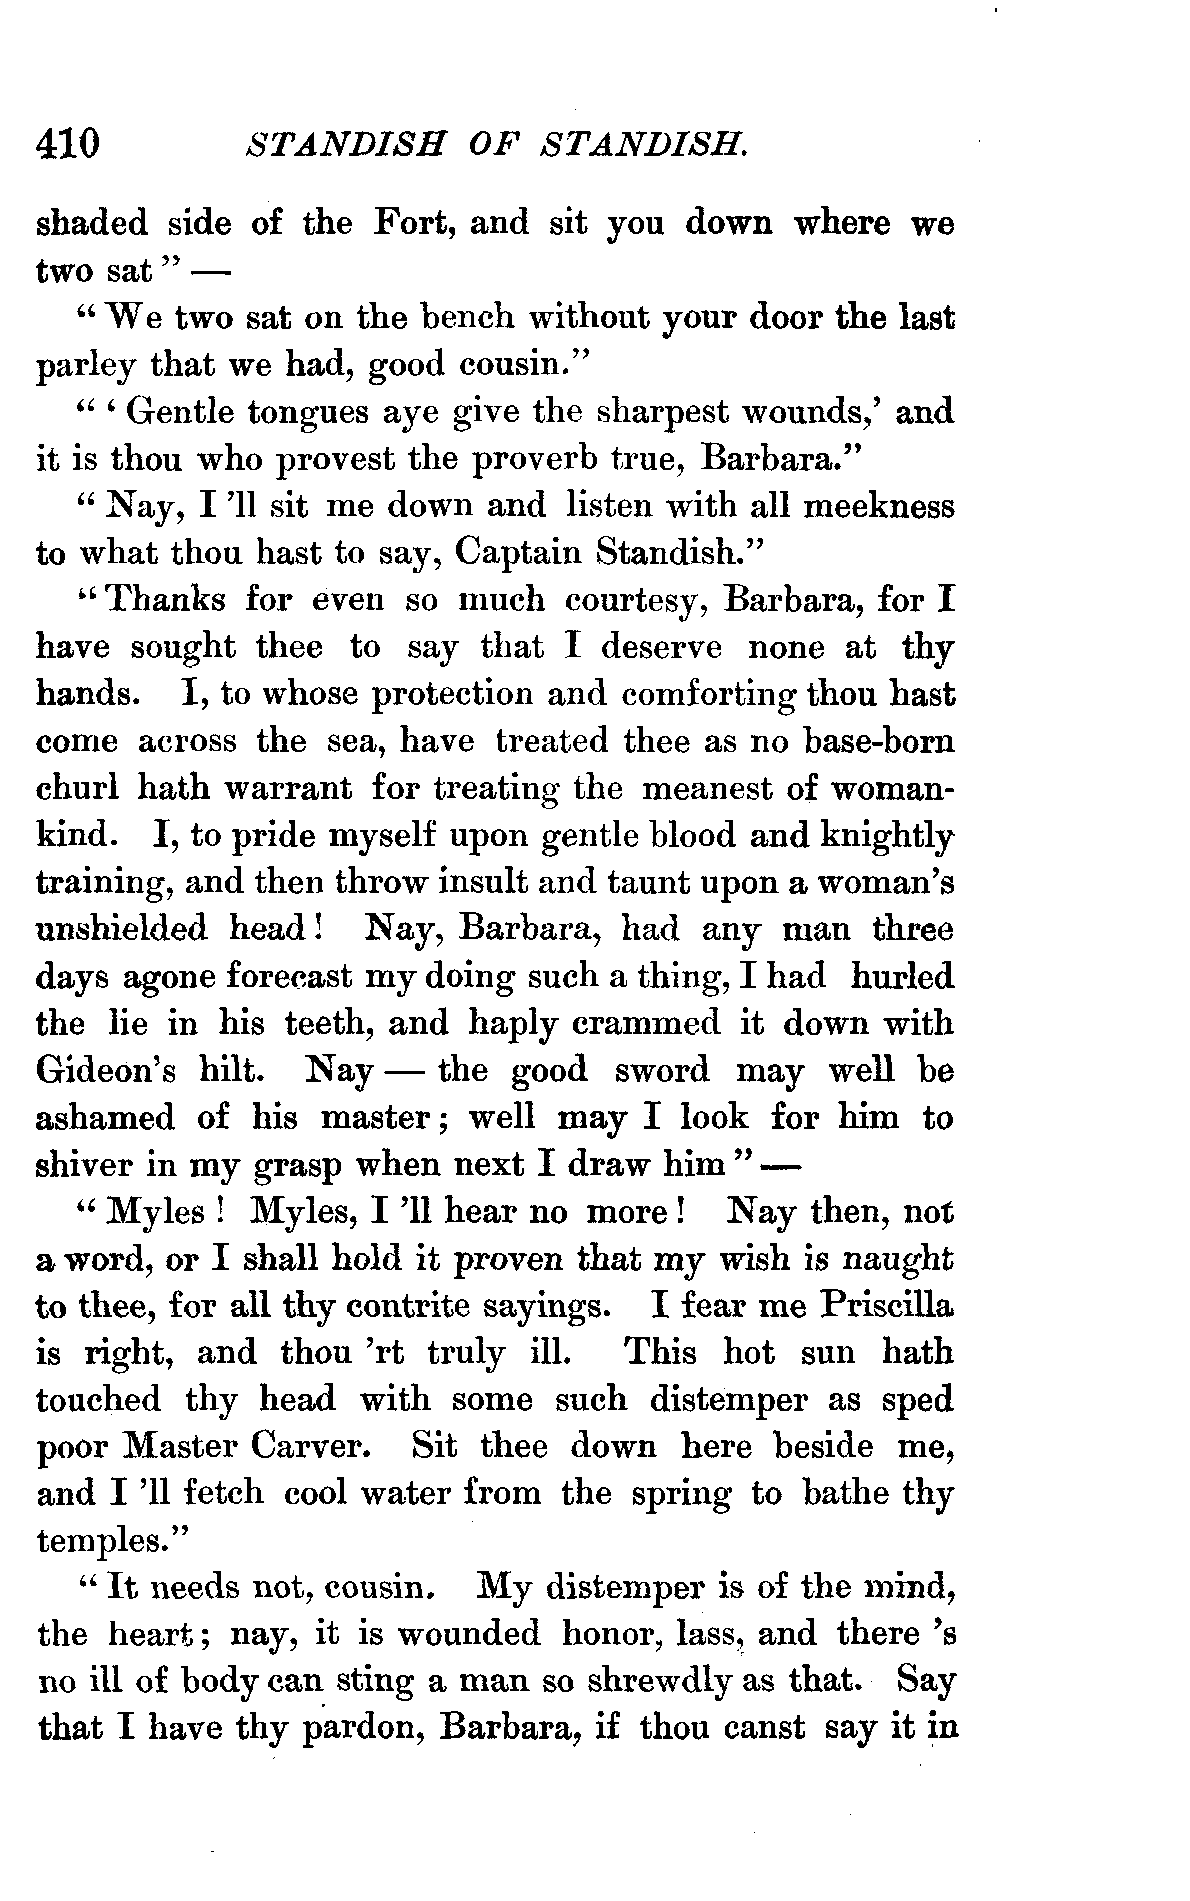 410 STANDISH OF STANDISH.
shaded side of the Fort, and sit you down where we
two sat" —
"We two sat on the bench without your door the last
parley that we had, good cousin."
"'Gentle tongues aye give the sharpest wounds,' and
it is thou who provest the proverb true, Barbara."
"Nay, I'll sit me down and listen with all meekness
to what thou hast to say, Captain Standish."
"Thanks for even so much courtesy, Barbara, for I
have sought thee to say that I deserve none at thy
hands. I, to whose protection and comforting thou hast
come across the sea, have treated thee as no base-born
churl hath warrant for treating the meanest of woman-
kind. I, to pride myself upon gentle blood and knightly
training, and then throw insult and taunt upon a woman's
unshielded head! Nay, Barbara, had any man three
days agone forecast my doing such a thing, I had hurled
the lie in his teeth, and haply crammed it down with
Gideon's hilt. Nay — the good sword may well be
ashamed of his master; well may I look for him to
shiver in my grasp when next I draw him" —
"Myles! Myles, I'll hear no more! Nay then, not
a word, or I shall hold it proven that my wish is naught
to thee, for all thy contrite sayings. I fear me Priscilla
is right, and thou 'rt truly ill. This hot sun hath
touched thy head with some such distemper as sped
poor Master Carver. Sit thee down here beside me,
and I'll fetch cool water from the spring to bathe thy
temples."
"It needs not, cousin. My distemper is of the mind,
the heart; nay, it is wounded honor, lass, and there's
no ill of body can sting a man so shrewdly as that. Say
that I have thy pardon, Barbara, if thou canst say it in